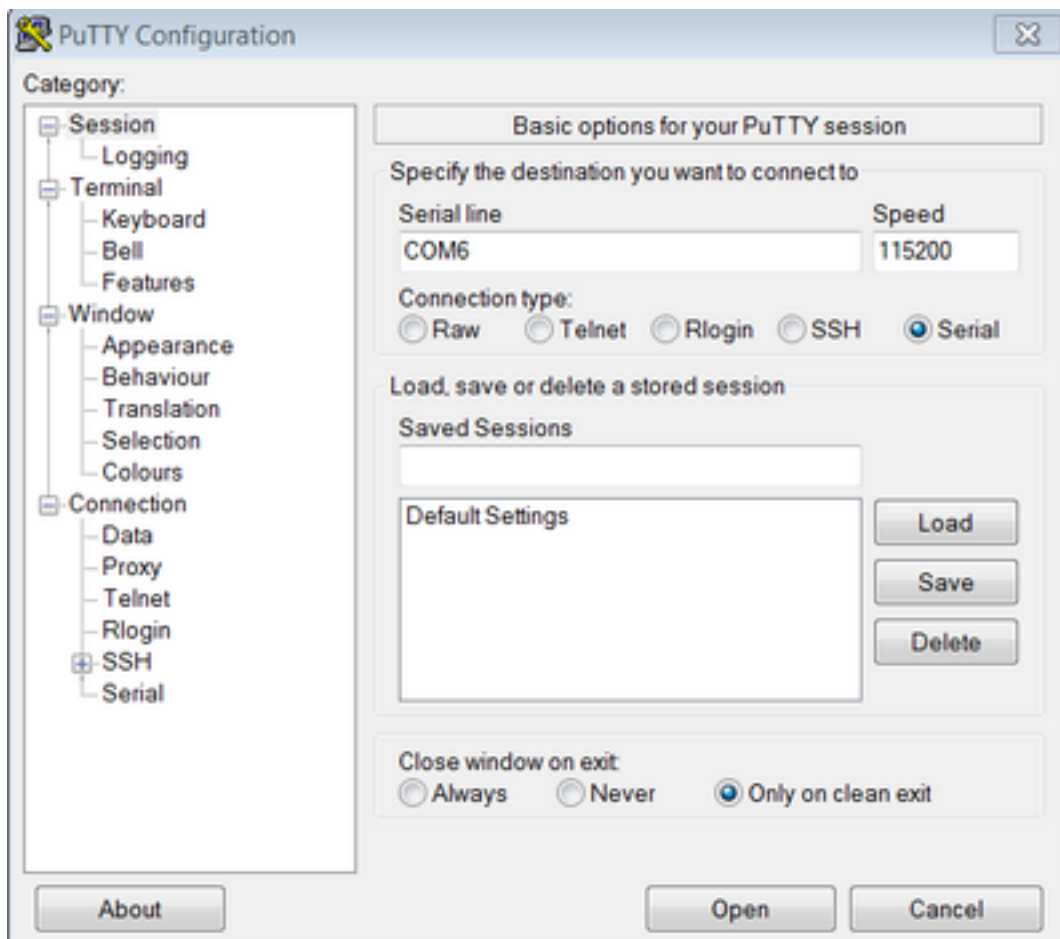 PuTTY Configuration
Category:
Session
Logging
Terminal
Keyboard
Bell
Features
Window
Appearance
Behaviour
Translation
Selection
Colours
Connection
Data
Proxy
Telnet
Rlogin
SSH
Serial
Basic options for your PuTTY session
Specify the destination you want to connect to
Serial line Speed
COM6 115200
Connection type:
Raw Telnet Rlogin SSH Serial
Load, save or delete a stored session
Saved Sessions
Default Settings
Load
Save
Delete
Close window on exit:
Always Never Only on clean exit
About Open Cancel